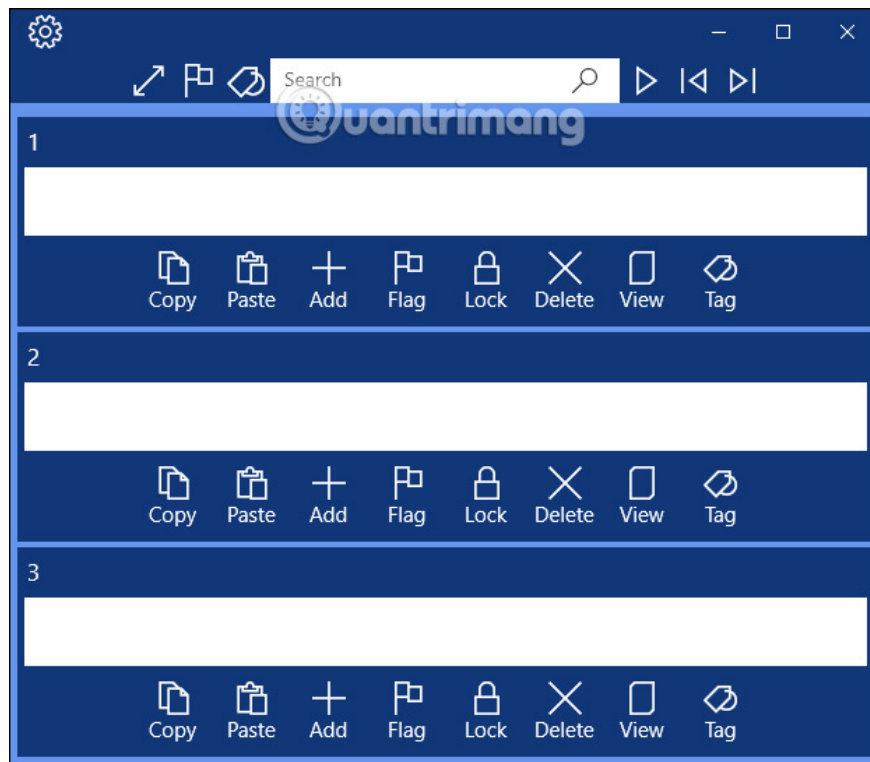 Search
Quantrimang
1
Copy Paste Add Flag Lock Delete View Tag
2
Copy Paste Add Flag Lock Delete View Tag
3
Copy Paste Add Flag Lock Delete View Tag